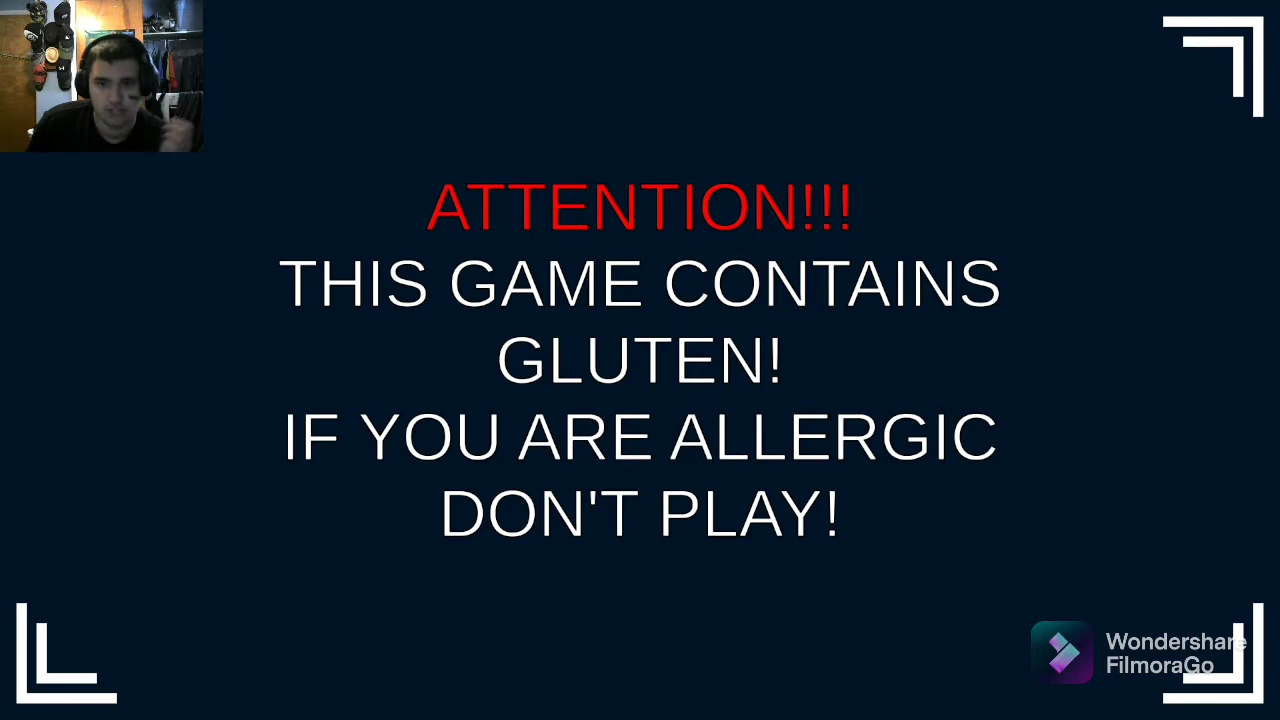 ATTENTION!!!
THIS GAME CONTAINS
GLUTEN!
IF YOU ARE ALLERGIC
DON'T PLAY!
Wondershare
FilmoraGo